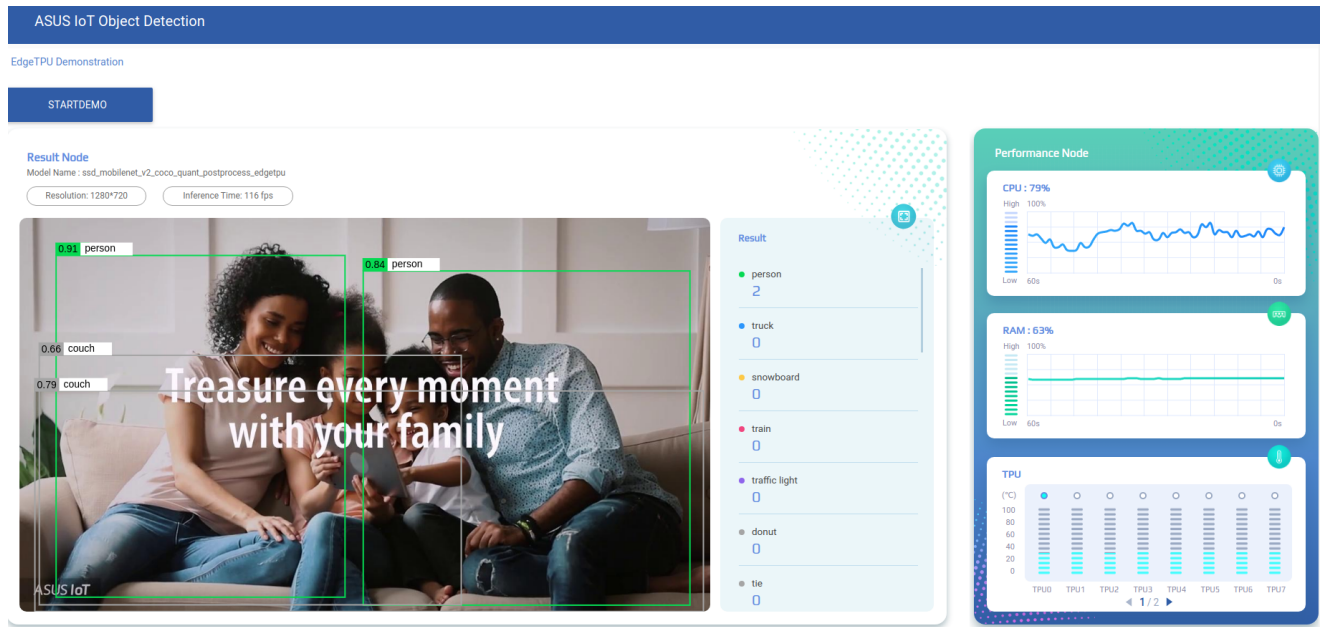 ASUS IoT Object Detection
EdgeTPU Demonstration
STARTDEMO
Result Node
Model Name : ssd_mobilenet_v2_coco_quant_postprocess_edgetpu
Resolution: 1280*720
Inference Time: 116 fps
0.91 person
0.84 person
0.66 couch
0.79 couch
Treasure every moment
with your family
ASUS IoT
Result
person
2
truck
0
snowboard
0
train
0
traffic light
0
donut
0
tie
0
Performance Node
CPU : 79%
High 100%
Low 60s 0s
RAM : 63%
High 100%
Low 60s 0s
TPU
(°C)
100
80
60
40
20
0
TPU0 TPU1 TPU2 TPU3 TPU4 TPU5 TPU6 TPU7
1 / 2